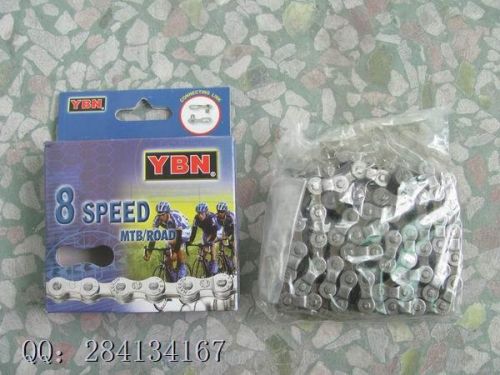 YBN
CONNECTING LINK
YBN®
8 SPEED
MTB/ROAD
QQ: 284134167